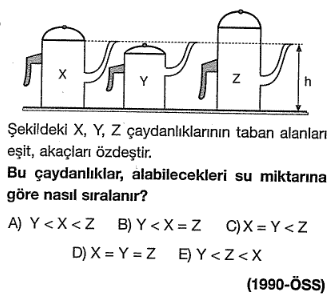 X
Y
Z
h
Şekildeki X, Y, Z çaydanlıklarının taban alanları
eşit, akaçları özdeştir.
Bu çaydanlıklar, alabilecekleri su miktarına
göre nasıl sıralanır?
A) Y < X < Z B) Y < X = Z C) X = Y < Z
D) X = Y = Z E) Y < Z < X
(1990-ÖSS)